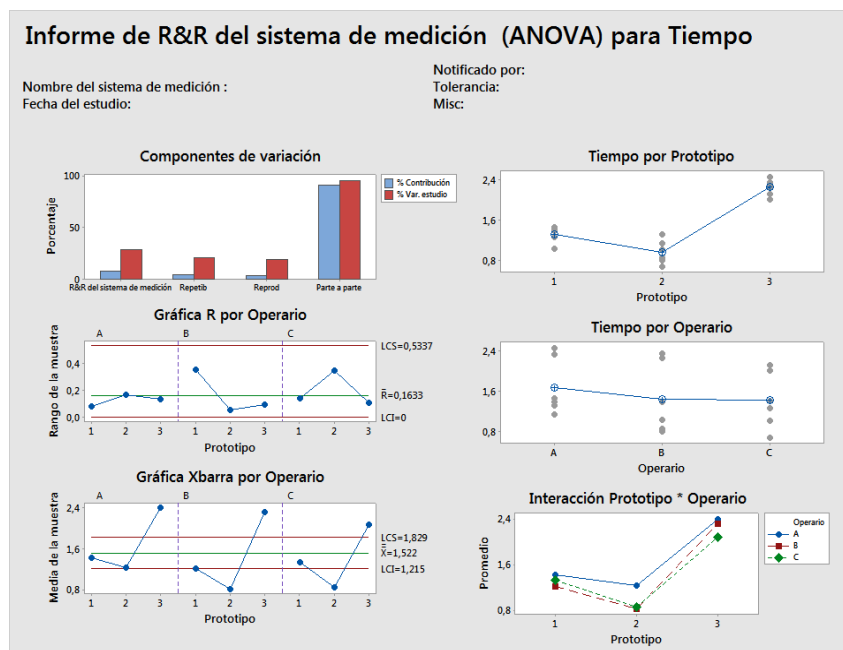 Informe de R&R del sistema de medición (ANOVA) para Tiempo
Nombre del sistema de medición :
Fecha del estudio:
Notificado por:
Tolerancia:
Misc:
Componentes de variación
Porcentaje
100
50
0
R&R del sistema de medición
Repetib
Reprod
Parte a parte
% Contribución
% Var. estudio
Gráfica R por Operario
A
B
C
Rango de la muestra
0,4
0,2
0,0
LCS=0,5337
R̄=0,1633
LCI=0
1 2 3 1 2 3 1 2 3
Prototipo
Gráfica Xbarra por Operario
A
B
C
Media de la muestra
2,4
1,6
0,8
LCS=1,829
X̿=1,522
LCI=1,215
1 2 3 1 2 3 1 2 3
Prototipo
Tiempo por Prototipo
2,4
1,6
0,8
1 2 3
Prototipo
Tiempo por Operario
2,4
1,6
0,8
A B C
Operario
Interacción Prototipo * Operario
Promedio
2,4
1,6
0,8
1 2 3
Prototipo
Operario
A
B
C